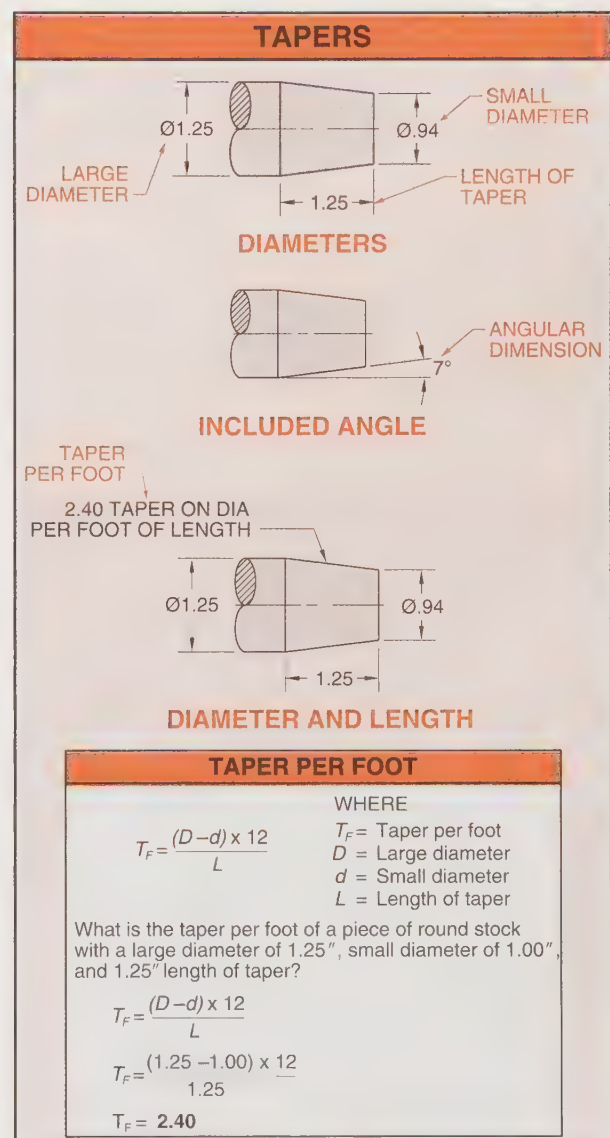 TAPERS
Ø1.25
Ø.94
SMALL
DIAMETER
LARGE
DIAMETER
1.25
LENGTH OF
TAPER
DIAMETERS
7°
ANGULAR
DIMENSION
INCLUDED ANGLE
TAPER
PER FOOT
2.40 TAPER ON DIA
PER FOOT OF LENGTH
Ø1.25
Ø.94
1.25
DIAMETER AND LENGTH
TAPER PER FOOT
WHERE
T_F = (D–d) x 12 / L
T_F = Taper per foot
D = Large diameter
d = Small diameter
L = Length of taper
What is the taper per foot of a piece of round stock
with a large diameter of 1.25″, small diameter of 1.00″,
and 1.25″ length of taper?
T_F = (D–d) x 12 / L
T_F = (1.25 –1.00) x 12 / 1.25
T_F = 2.40